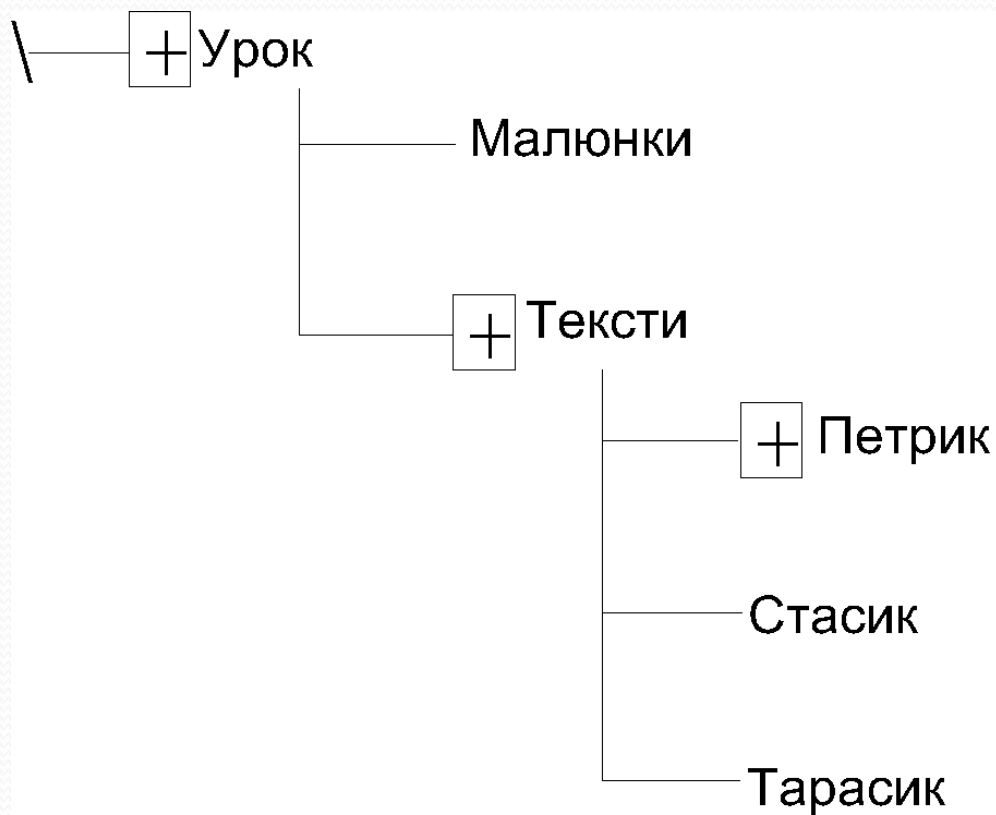 \ + Урок
Малюнки
+ Тексти
+ Петрик
Стасик
Тарасик